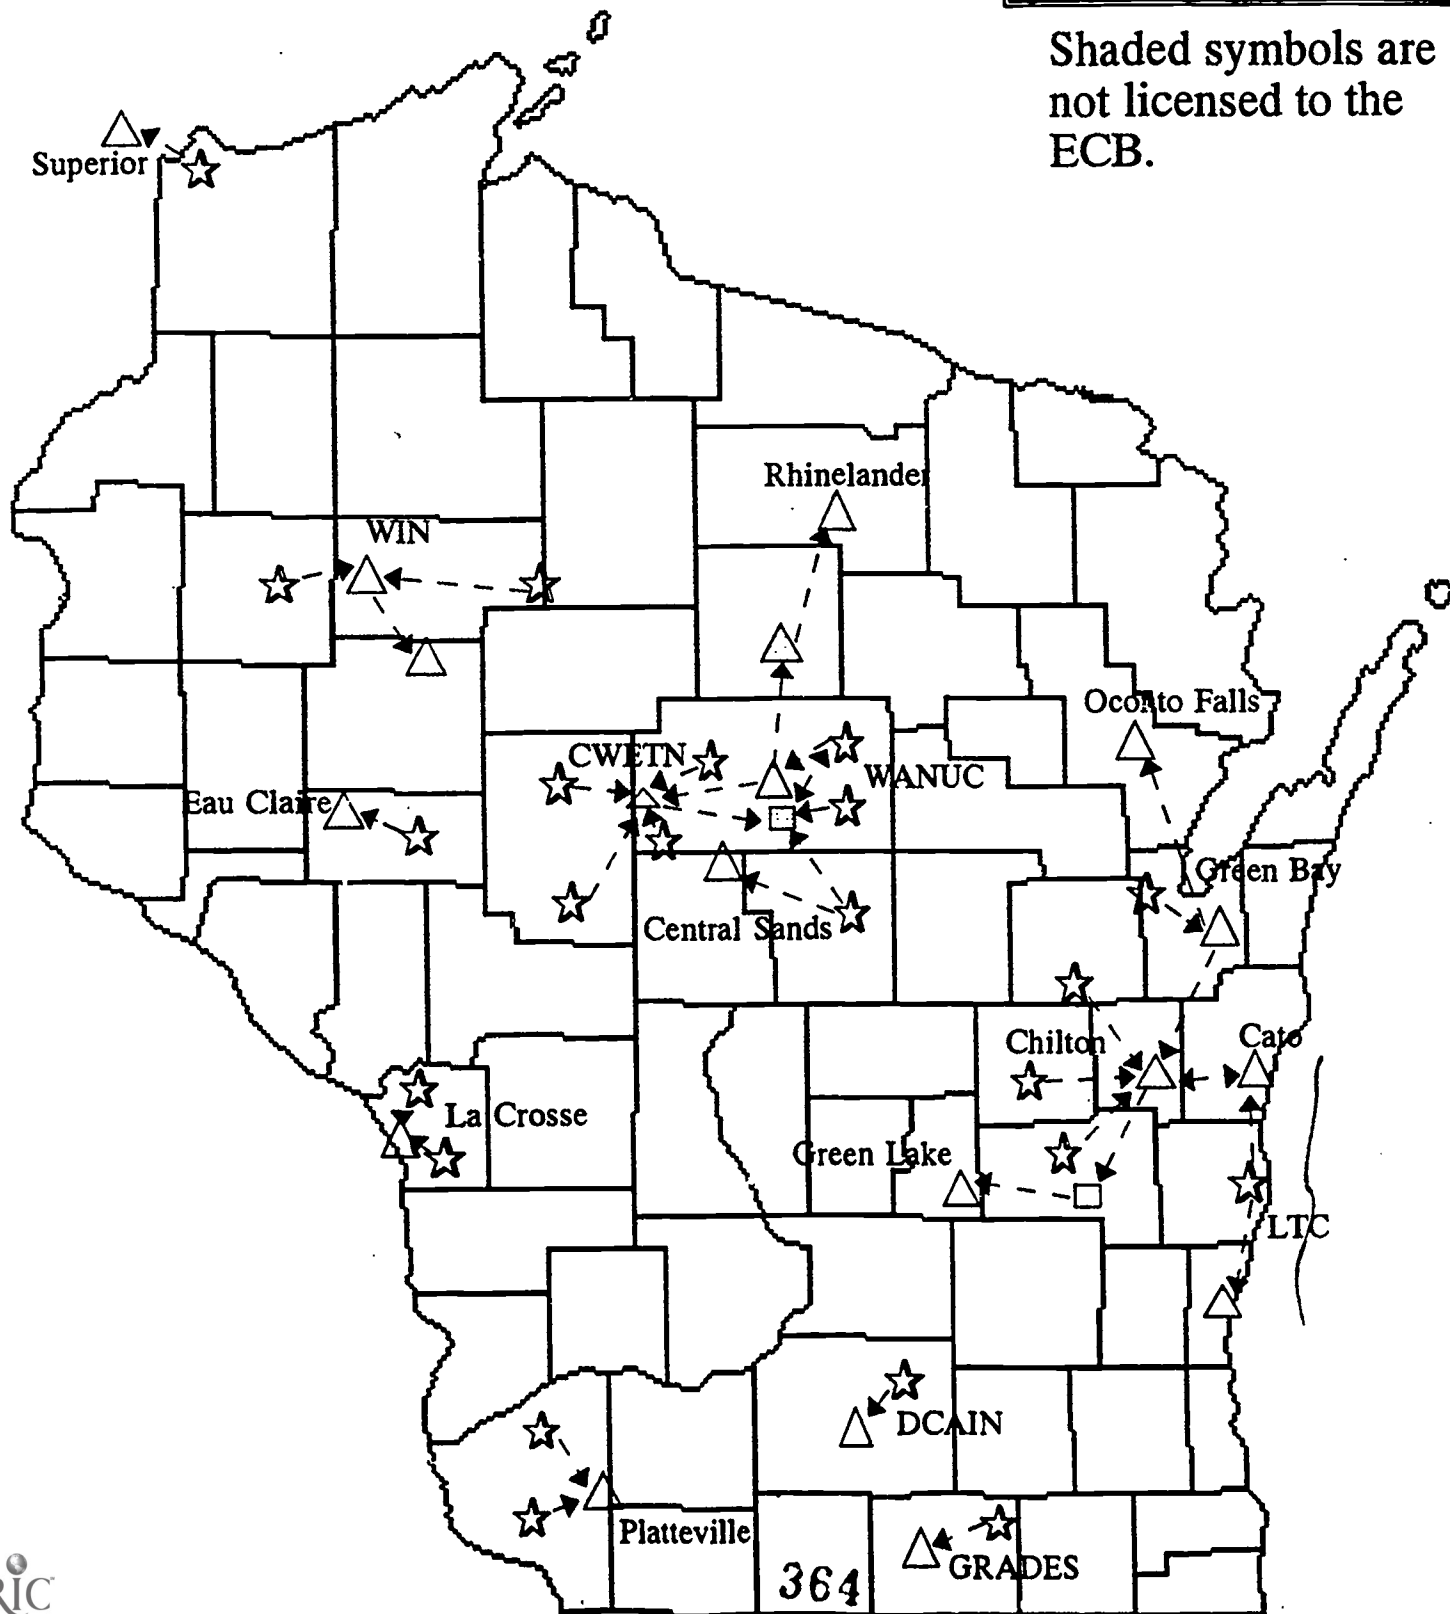 Shaded symbols are
not licensed to the
ECB.
Superior
Rhinelander
WIN
Oconto Falls
CWETN
WANUC
Eau Claire
Green Bay
Central Sands
Chilton
Cato
La Crosse
Green Lake
LTC
DCAIN
Platteville
GRADES
364